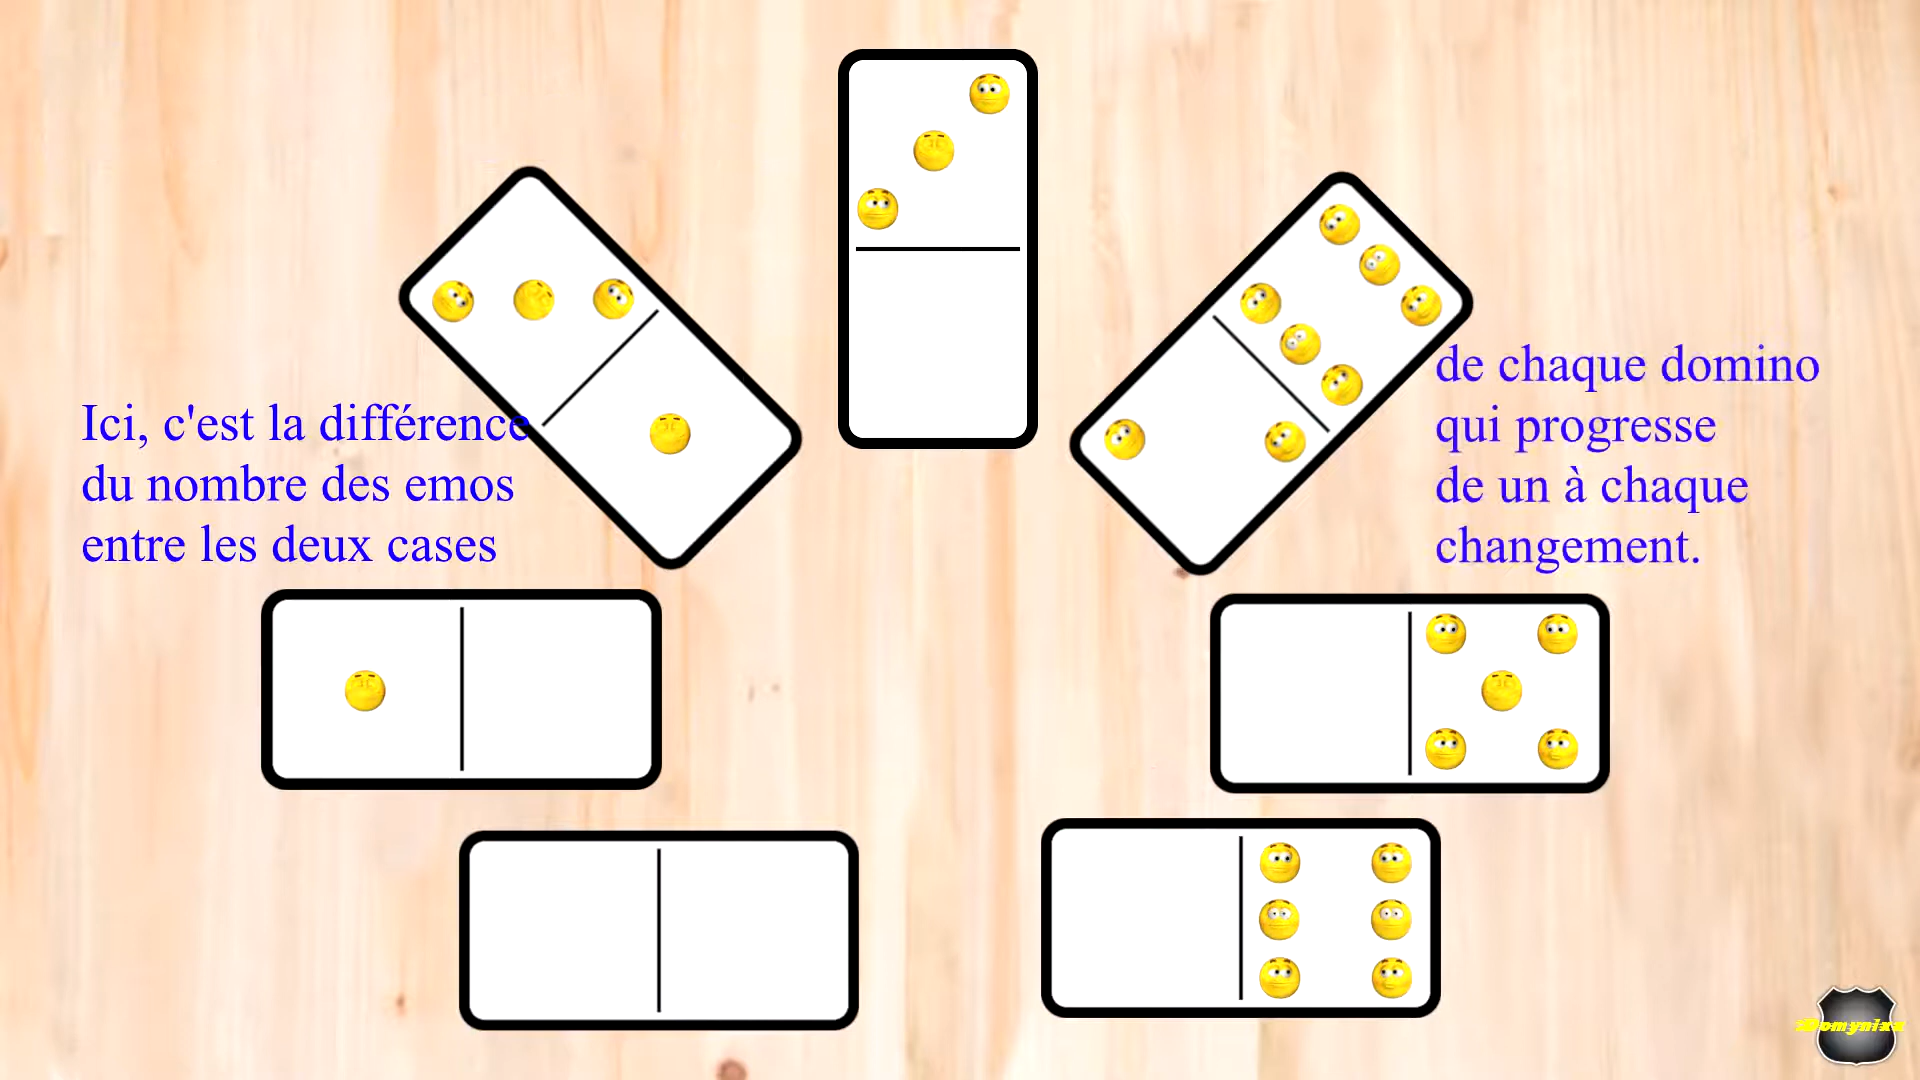 Ici, c'est la différence
du nombre des emos
entre les deux cases
de chaque domino
qui progresse
de un à chaque
changement.
Domynixx